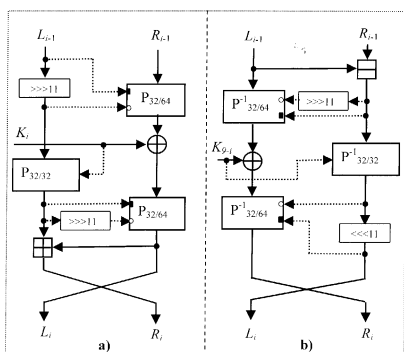 L_{i-1}
R_{i-1}
>>>11
P_{32/64}
K_i
P_{32/32}
P_{32/64}
>>>11
L_i
R_i
a)
L_{i-1}
R_{i-1}
P^{-1}_{32/64}
>>>11
K_{9-i}
P^{-1}_{32/32}
P^{-1}_{32/64}
<<<11
L_i
R_i
b)